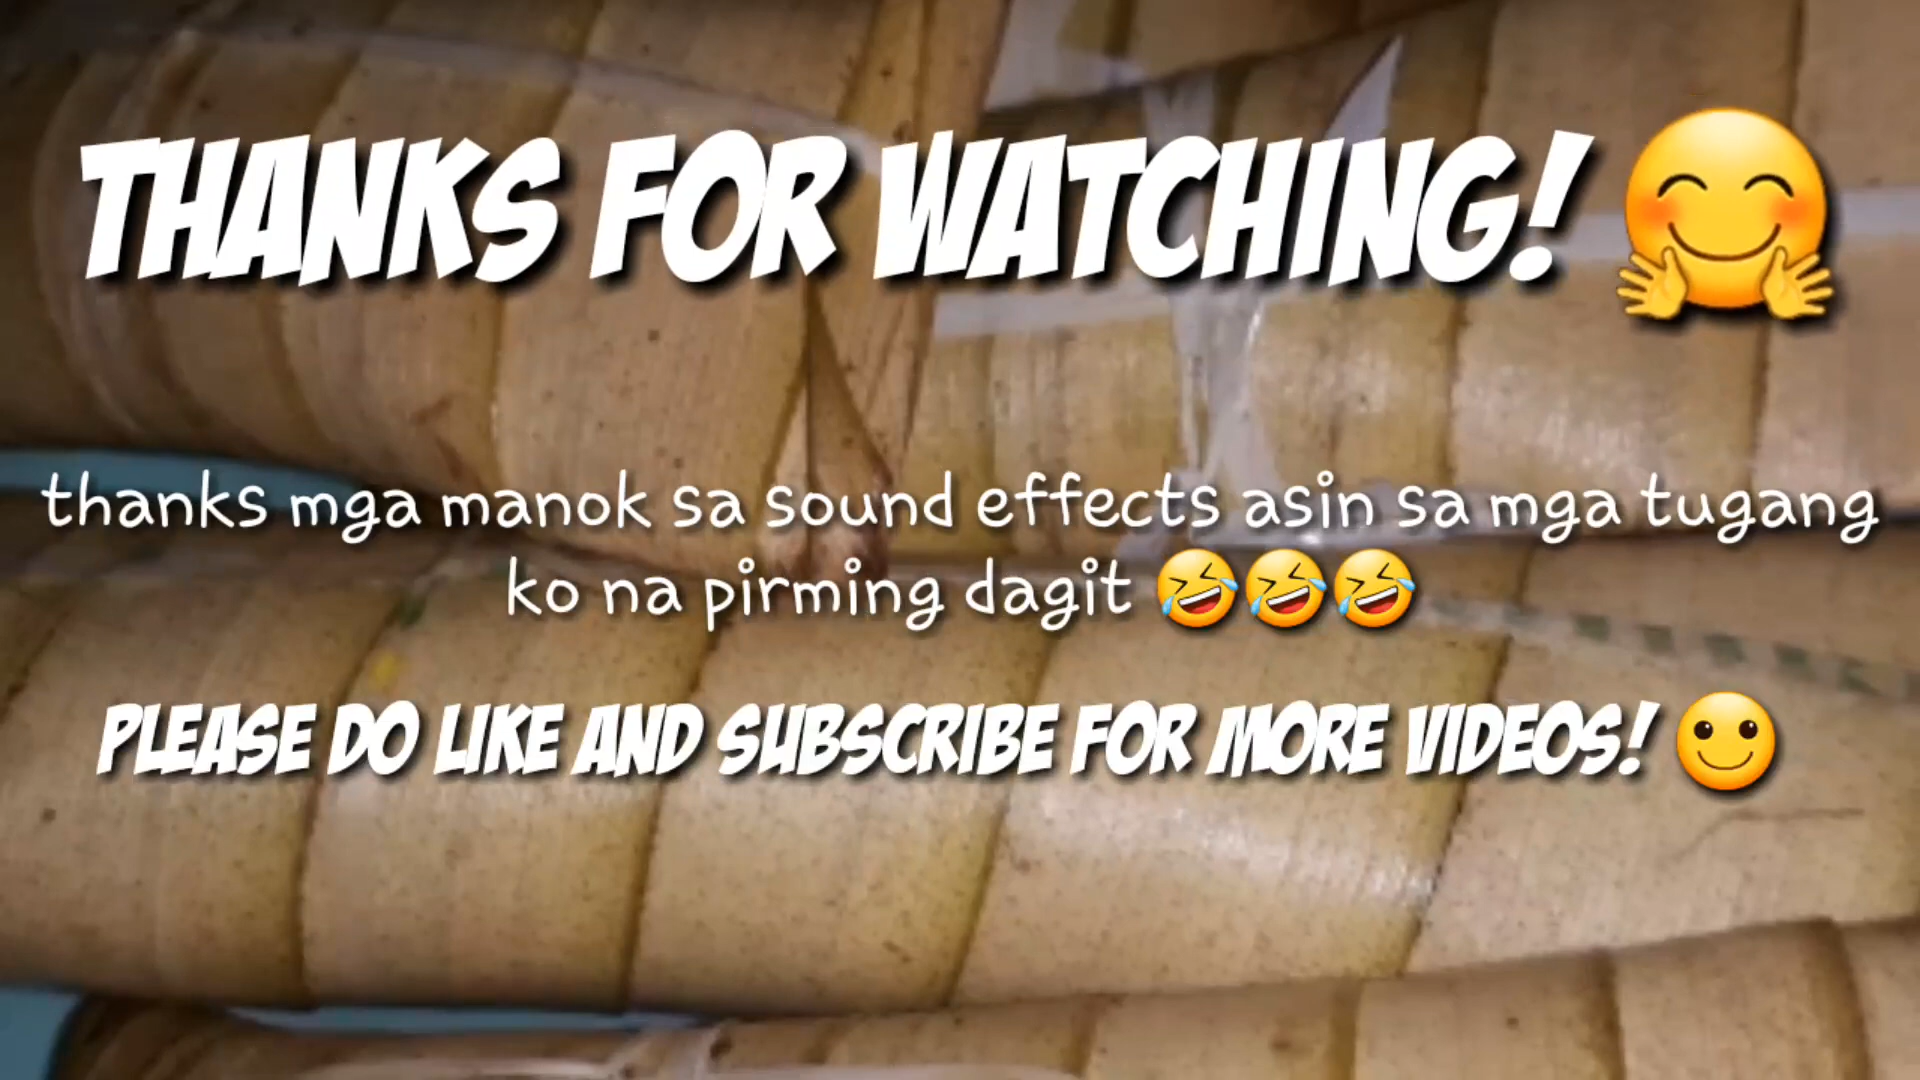 THANKS FOR WATCHING! 🤗
thanks mga manok sa sound effects asin sa mga tugang
ko na pirming dagit 🤣🤣🤣
PLEASE DO LIKE AND SUBSCRIBE FOR MORE VIDEOS! 🙂